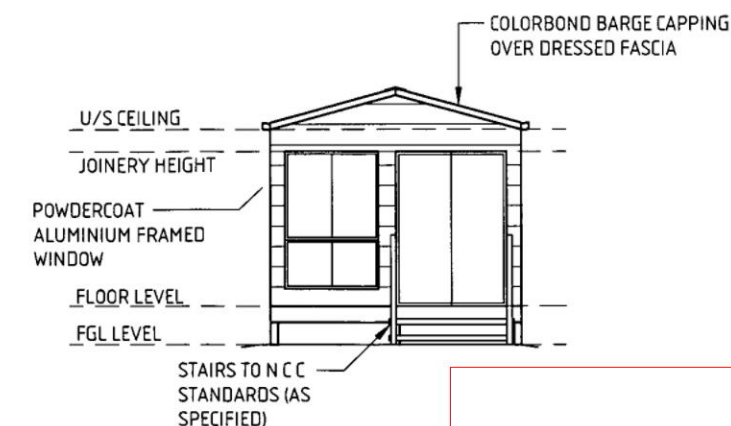 COLORBOND BARGE CAPPING
OVER DRESSED FASCIA
U/S CEILING
JOINERY HEIGHT
POWDERCOAT
ALUMINIUM FRAMED
WINDOW
FLOOR LEVEL
FGL LEVEL
STAIRS TO N C C
STANDARDS (AS
SPECIFIED)